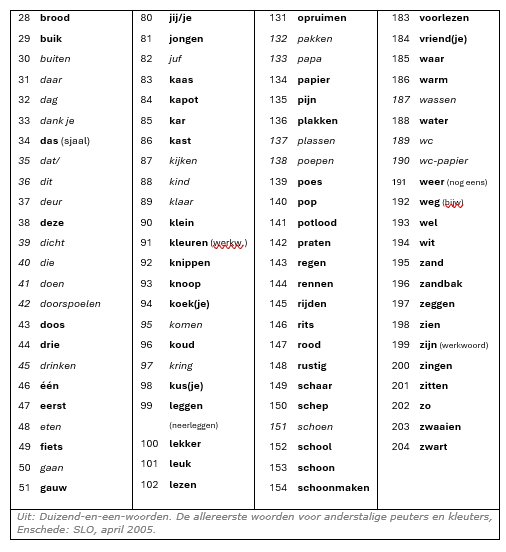 28 brood
29 buik
30 buiten
31 daar
32 dag
33 dank je
34 das (sjaal)
35 dat/
36 dit
37 deur
38 deze
39 dicht
40 die
41 doen
42 doorspoelen
43 doos
44 drie
45 drinken
46 één
47 eerst
48 eten
49 fiets
50 gaan
51 gauw
80 jij/je
81 jongen
82 juf
83 kaas
84 kapot
85 kar
86 kast
87 kijken
88 kind
89 klaar
90 klein
91 kleuren (werkw.)
92 knippen
93 knoop
94 koek(je)
95 komen
96 koud
97 kring
98 kus(je)
99 leggen
(neerleggen)
100 lekker
101 leuk
102 lezen
131 opruimen
132 pakken
133 papa
134 papier
135 pijn
136 plakken
137 plassen
138 poepen
139 poes
140 pop
141 potlood
142 praten
143 regen
144 rennen
145 rijden
146 rits
147 rood
148 rustig
149 schaar
150 schep
151 schoen
152 school
153 schoon
154 schoonmaken
183 voorlezen
184 vriend(je)
185 waar
186 warm
187 wassen
188 water
189 wc
190 wc-papier
191 weer (nog eens)
192 weg (bijw)
193 wel
194 wit
195 zand
196 zandbak
197 zeggen
198 zien
199 zijn (werkwoord)
200 zingen
201 zitten
202 zo
203 zwaaien
204 zwart
Uit: Duizend-en-een-woorden. De allereerste woorden voor anderstalige peuters en kleuters,
Enschede: SLO, april 2005.